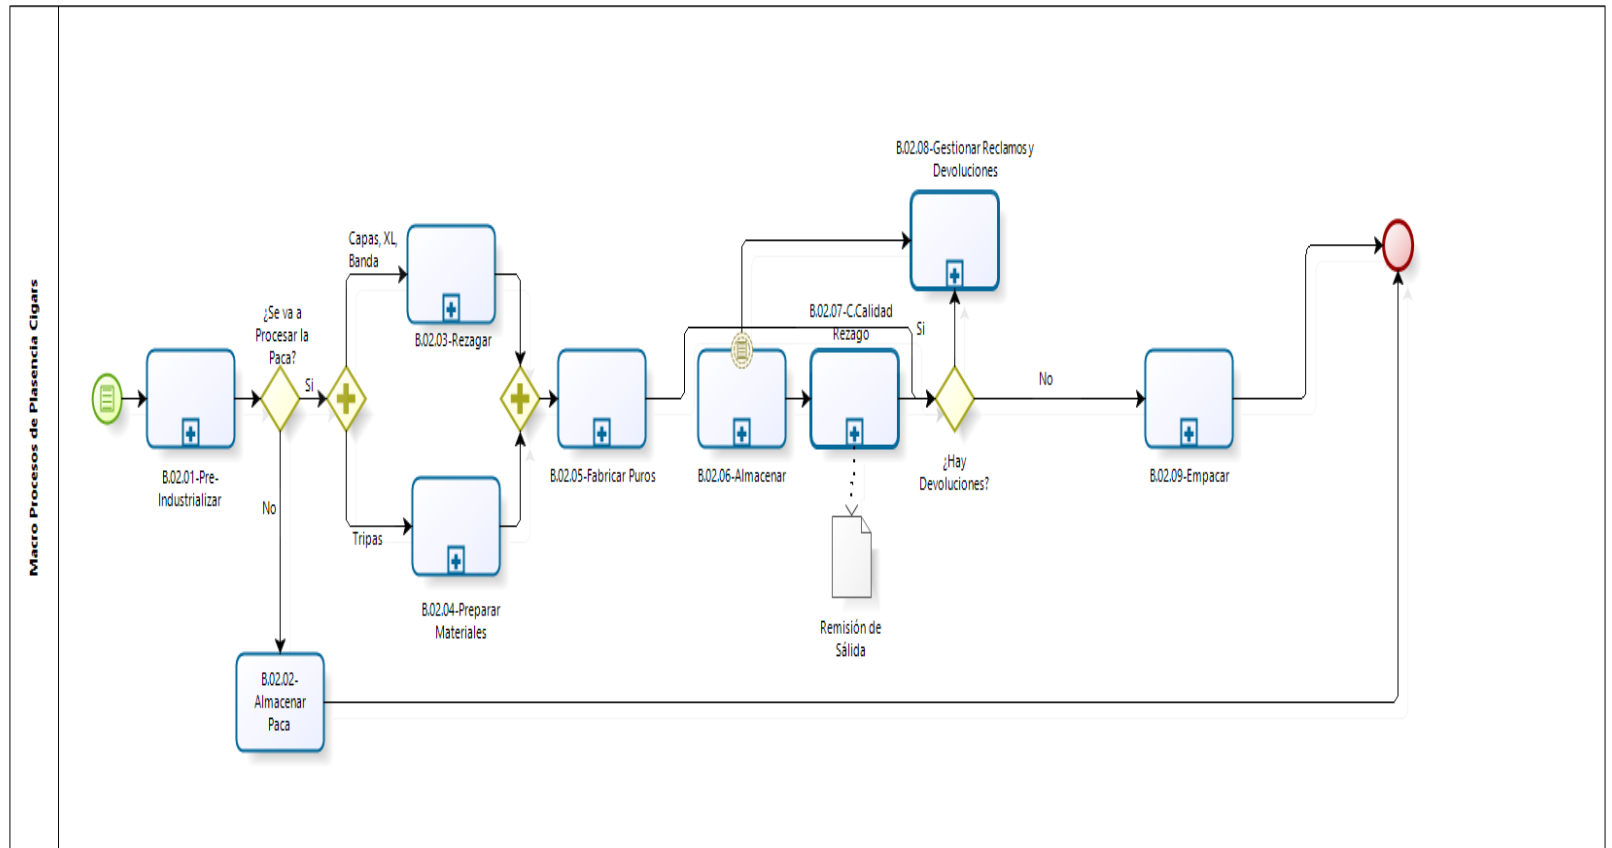 Macro Procesos de Plasencia Cigars
B.02.01-Pre-
Industrializar
¿Se va a
Procesar la
Paca?
Si
No
B.02.02-
Almacenar
Paca
Capas, XL,
Banda
B.02.03-Rezagar
Tripas
B.02.04-Preparar
Materiales
B.02.05-Fabricar Puros
B.02.06-Almacenar
B.02.07-C.Calidad
Rezago
Remisión de
Sálida
B.02.08-Gestionar Reclamos y
Devoluciones
Si
¿Hay
Devoluciones?
No
B.02.09-Empacar